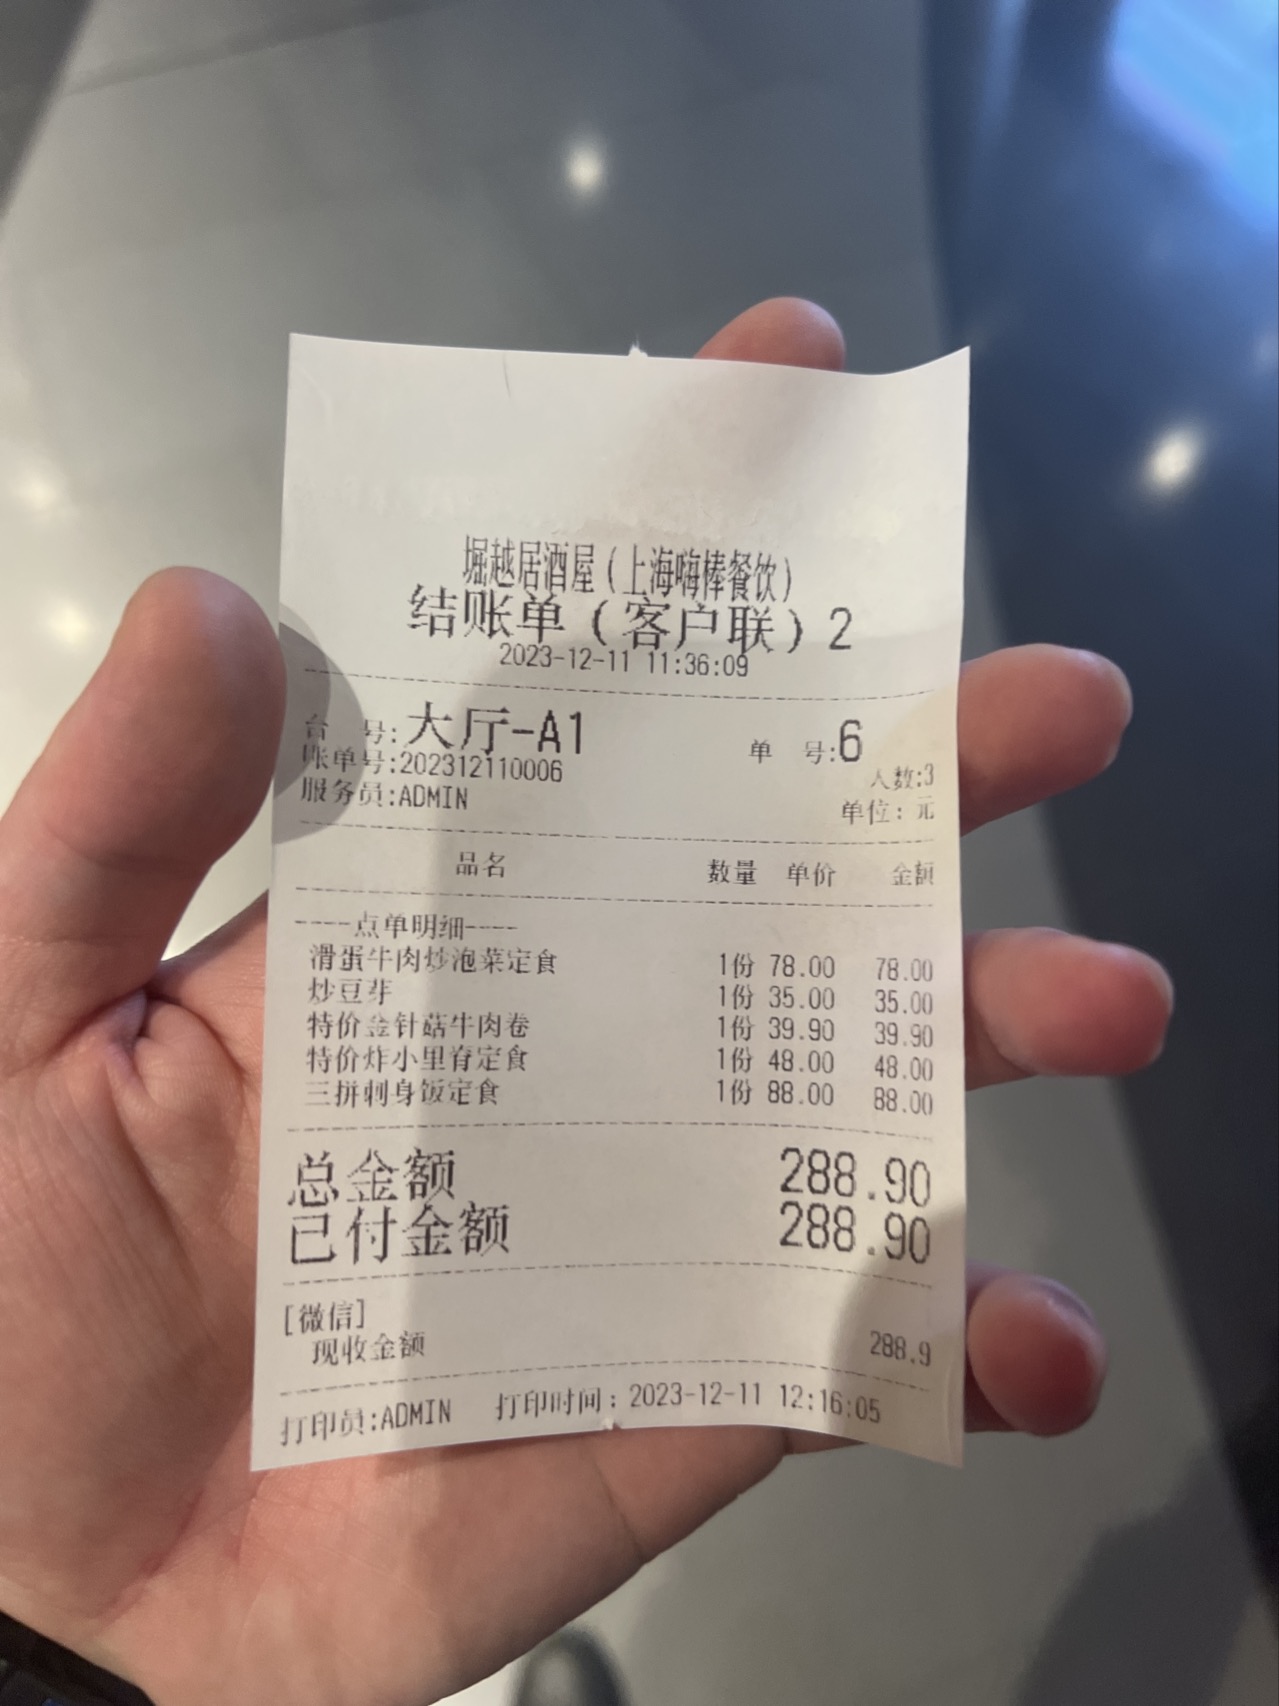 堀越居酒屋（上海嗨棒餐饮）
结账单（客户联）2
2023-12-11 11:36:09
台 号:大厅-A1 单 号:6
账单号:202312110006 人数:3
服务员:ADMIN 单位: 元
品名 数量 单价 金额
----点单明细----
滑蛋牛肉炒泡菜定食 1份 78.00 78.00
炒豆芽 1份 35.00 35.00
特价金针菇牛肉卷 1份 39.90 39.90
特价炸小里脊定食 1份 48.00 48.00
三拼刺身饭定食 1份 88.00 88.00
总金额 288.90
已付金额 288.90
[微信]
现收金额 288.9
打印员:ADMIN 打印时间: 2023-12-11 12:16:05